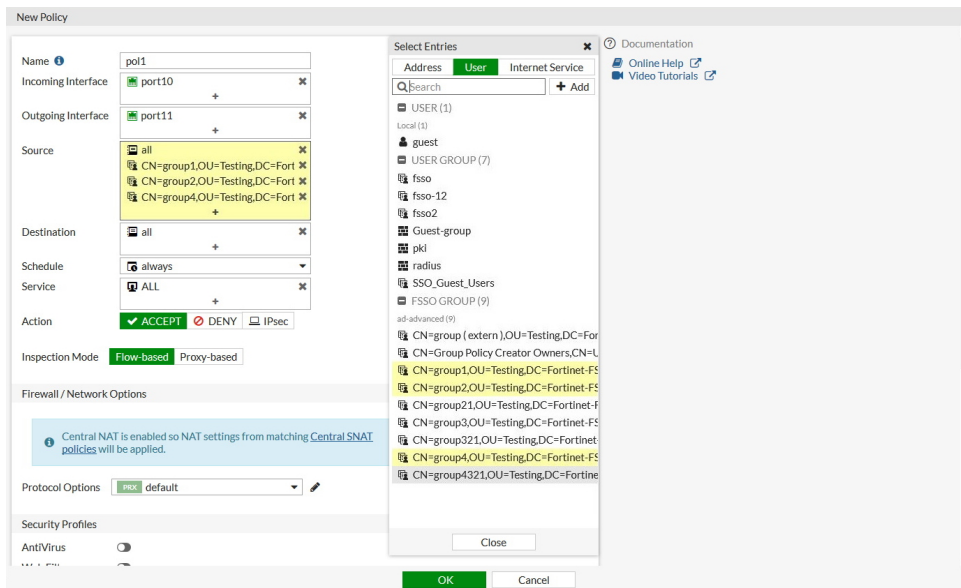 New Policy
Name
pol1
Incoming Interface
port10
+
Outgoing Interface
port11
+
Source
all
CN=group1,OU=Testing,DC=Fort
CN=group2,OU=Testing,DC=Fort
CN=group4,OU=Testing,DC=Fort
+
Destination
all
+
Schedule
always
Service
ALL
+
Action
ACCEPT DENY IPsec
Inspection Mode
Flow-based Proxy-based
Firewall / Network Options
Central NAT is enabled so NAT settings from matching Central SNAT
policies will be applied.
Protocol Options
PRX default
Security Profiles
AntiVirus
Select Entries
Address User Internet Service
Search
+ Add
USER (1)
Local (1)
guest
USER GROUP (7)
fsso
fsso-12
fsso2
Guest-group
pki
radius
SSO_Guest_Users
FSSO GROUP (9)
ad-advanced (9)
CN=group ( extern ),OU=Testing,DC=For
CN=Group Policy Creator Owners,CN=U
CN=group1,OU=Testing,DC=Fortinet-FS
CN=group2,OU=Testing,DC=Fortinet-FS
CN=group21,OU=Testing,DC=Fortinet-F
CN=group3,OU=Testing,DC=Fortinet-FS
CN=group321,OU=Testing,DC=Fortinet-
CN=group4,OU=Testing,DC=Fortinet-FS
CN=group4321,OU=Testing,DC=Fortine
Close
Documentation
Online Help
Video Tutorials
OK
Cancel